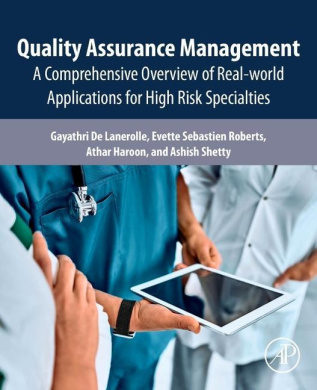 Quality Assurance Management
A Comprehensive Overview of Real-world
Applications for High Risk Specialties
Gayathri De Lanerolle, Evette Sebastien Roberts,
Athar Haroon, and Ashish Shetty
AP